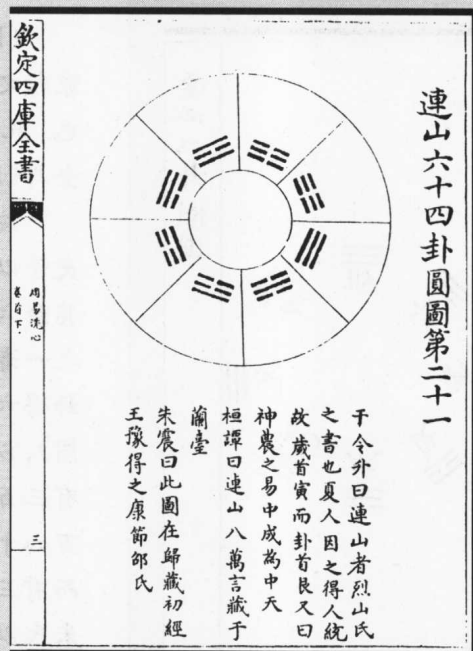 連山六十四卦圓圖第二十一
干令升曰連山者烈山氏
之書也夏人因之得人統
故歲首寅而卦首艮又曰
神農之易中成為中天
桓譚曰連山八萬言藏于
蘭臺
朱震曰此圖在歸藏初經
王豫得之康節邵氏
欽定四庫全書
周易洗心
卷首下
三